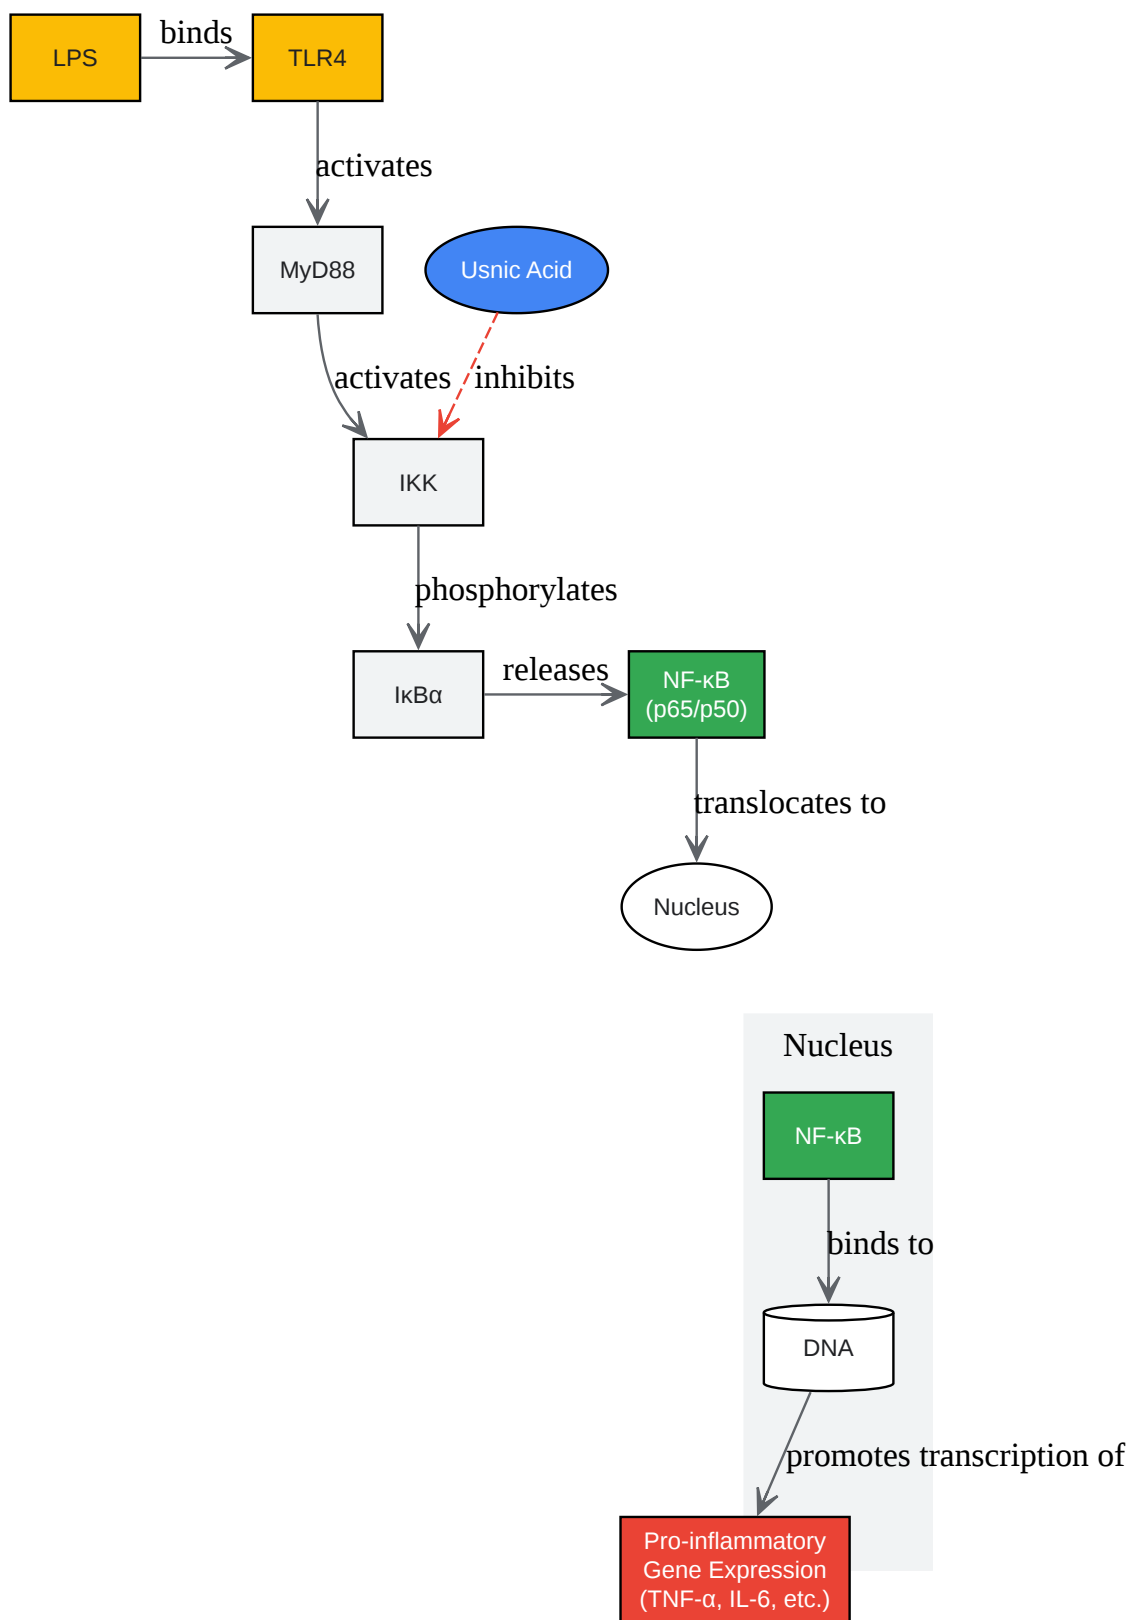 LPS
binds
TLR4
activates
MyD88
Usnic Acid
activates
inhibits
IKK
phosphorylates
IκBα
releases
NF-κB
(p65/p50)
translocates to
Nucleus
Nucleus
NF-κB
binds to
DNA
promotes transcription of
Pro-inflammatory
Gene Expression
(TNF-α, IL-6, etc.)